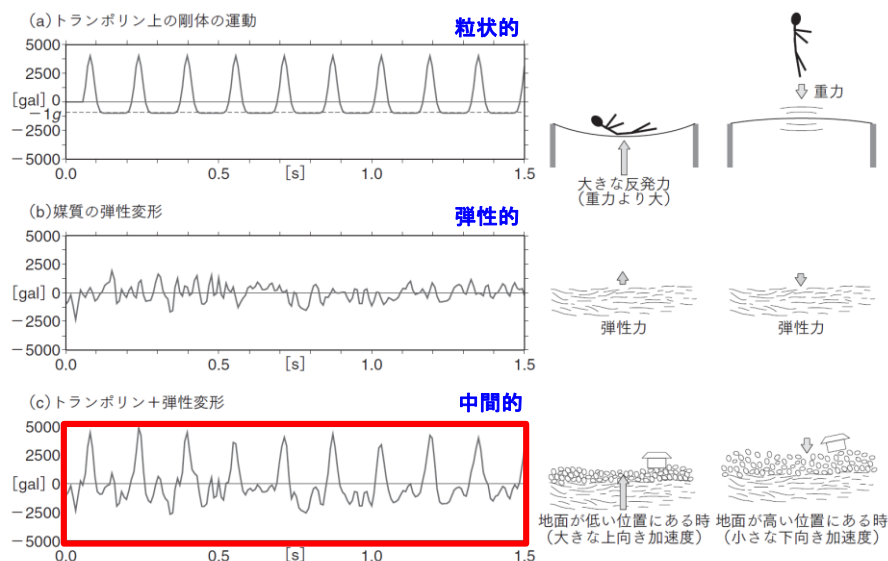 (a)トランポリン上の剛体の運動
粒状的
5000
2500
[gal] 0
−1g
−2500
−5000
0.0 0.5 [s] 1.0 1.5
重力
大きな反発力
(重力より大)
(b)媒質の弾性変形
弾性的
5000
2500
[gal] 0
−2500
−5000
0.0 0.5 [s] 1.0 1.5
弾性力 弾性力
(c)トランポリン+弾性変形
中間的
5000
2500
[gal] 0
−2500
−5000
0.0 0.5 [s] 1.0 1.5
地面が低い位置にある時
(大きな上向き加速度)
地面が高い位置にある時
(小さな下向き加速度)